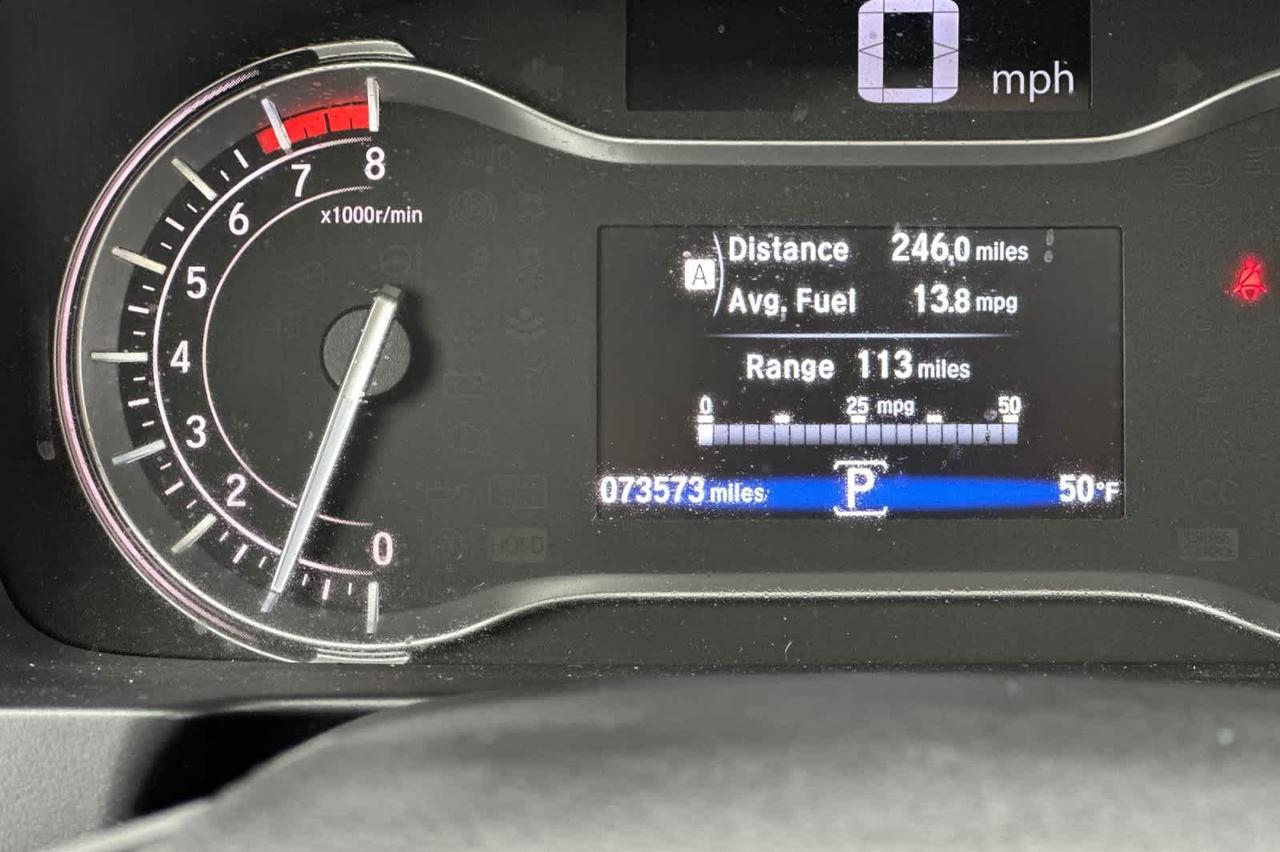 0 mph
8
7
x1000r/min
6
5
4
3
2
0
A
Distance 246.0 miles
Avg. Fuel 13.8 mpg
Range 113 miles
0 25 mpg 50
073573 miles P 50°F
HOLD